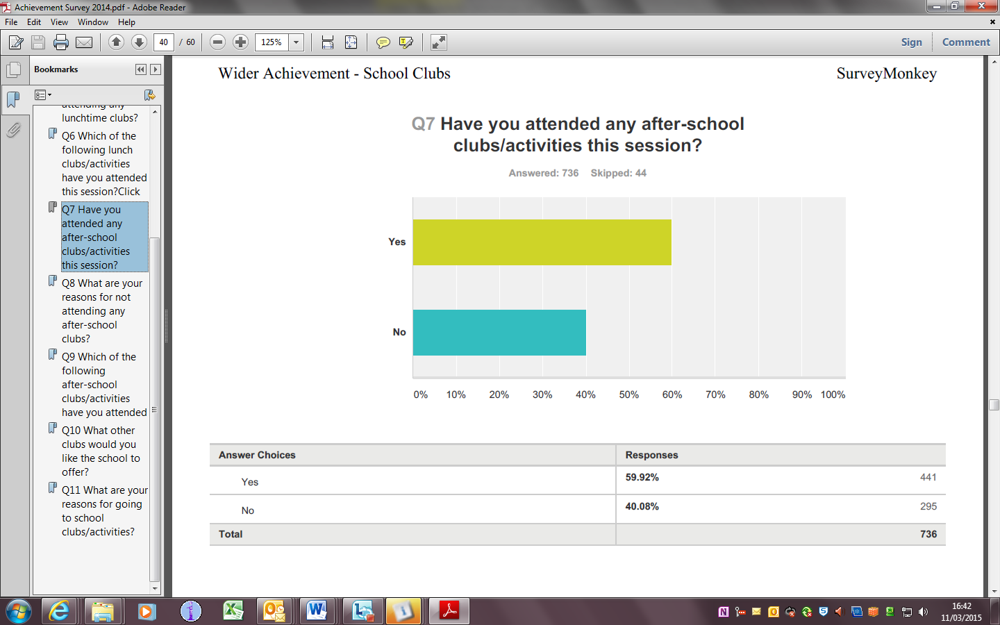 Achievement Survey 2014.pdf - Adobe Reader
File Edit View Window Help
40 / 60 125% Sign Comment
Bookmarks
attending any
lunchtime clubs?
Q6 Which of the
following lunch
clubs/activities
have you attended
this session?Click
Q7 Have you
attended any
after-school
clubs/activities
this session?
Q8 What are your
reasons for not
attending any
after-school
clubs?
Q9 Which of the
following
after-school
clubs/activities
have you attended
Q10 What other
clubs would you
like the school to
offer?
Q11 What are your
reasons for going
to school
clubs/activities?
Wider Achievement - School Clubs SurveyMonkey
Q7 Have you attended any after-school
clubs/activities this session?
Answered: 736 Skipped: 44
Yes
No
0% 10% 20% 30% 40% 50% 60% 70% 80% 90% 100%
Answer Choices Responses
Yes 59.92% 441
No 40.08% 295
Total 736
16:42
11/03/2015